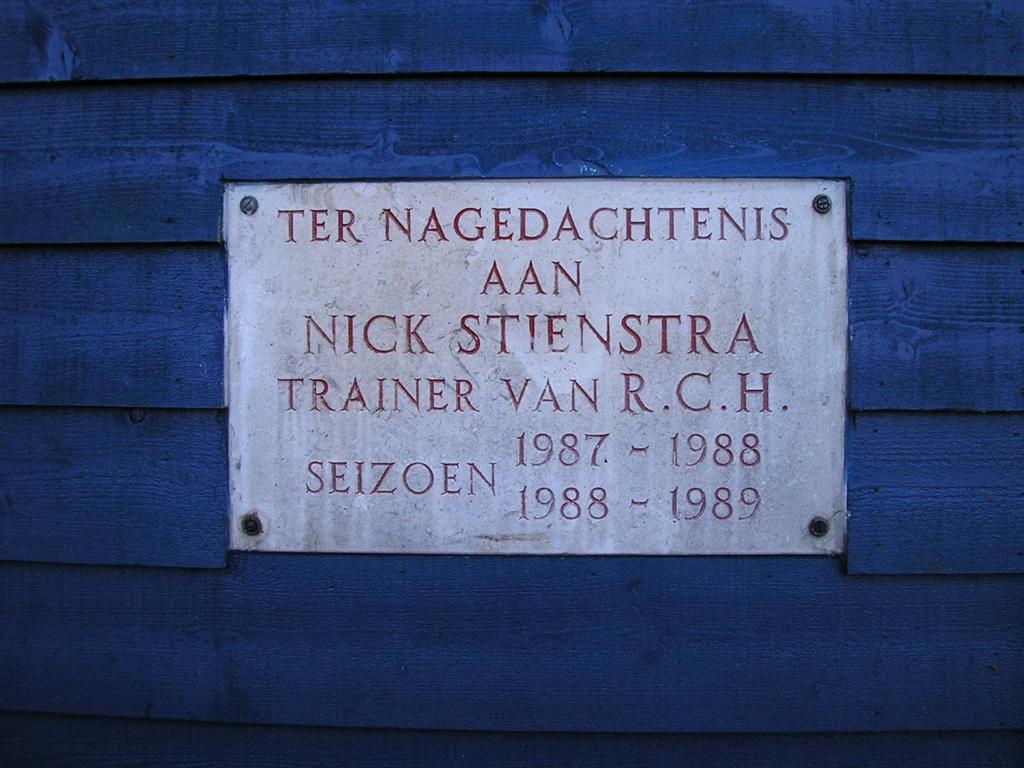 TER NAGEDACHTENIS
AAN
NICK STIENSTRA
TRAINER VAN R.C.H.
SEIZOEN 1987 - 1988
1988 - 1989